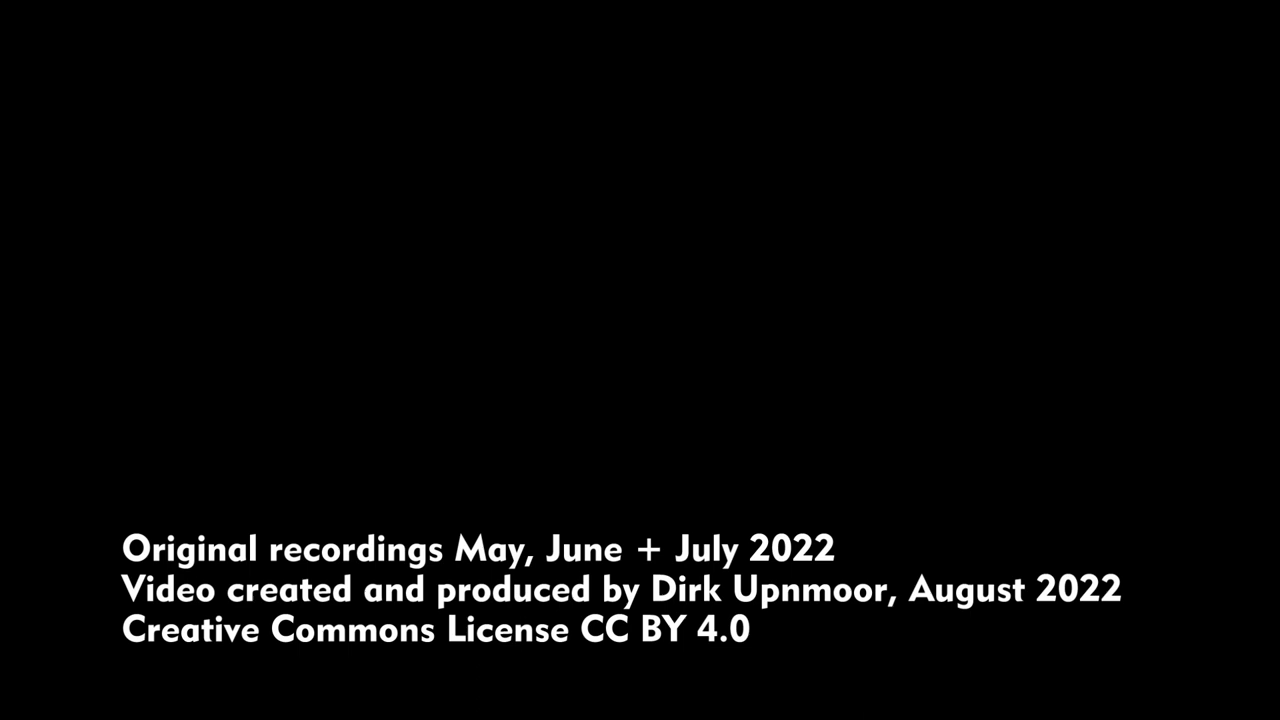 Original recordings May, June + July 2022
Video created and produced by Dirk Upnmoor, August 2022
Creative Commons License CC BY 4.0